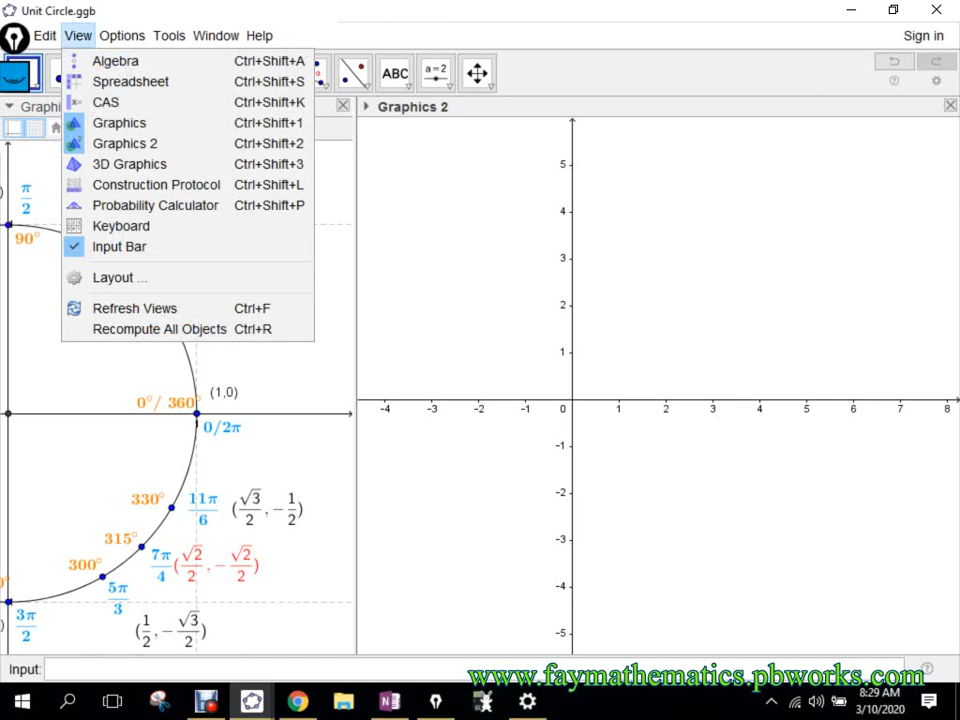 Unit Circle.ggb
Edit View Options Tools Window Help Sign in
ABC a=2
Graphi Graphics 2
Algebra Ctrl+Shift+A
Spreadsheet Ctrl+Shift+S
CAS Ctrl+Shift+K
Graphics Ctrl+Shift+1
Graphics 2 Ctrl+Shift+2
3D Graphics Ctrl+Shift+3
Construction Protocol Ctrl+Shift+L
Probability Calculator Ctrl+Shift+P
Keyboard
Input Bar
Layout ...
Refresh Views Ctrl+F
Recompute All Objects Ctrl+R
π/2
90°
(1,0)
0°/ 360°
0/2π
330° 11π/6 (√3/2, −1/2)
315° 7π/4 (√2/2, −√2/2)
300° 5π/3 (1/2, −√3/2)
3π/2
5
4
3
2
1
-4 -3 -2 -1 0 1 2 3 4 5 6 7 8
-1
-2
-3
-4
-5
Input:
www.faymathematics.pbworks.com
8:29 AM
3/10/2020